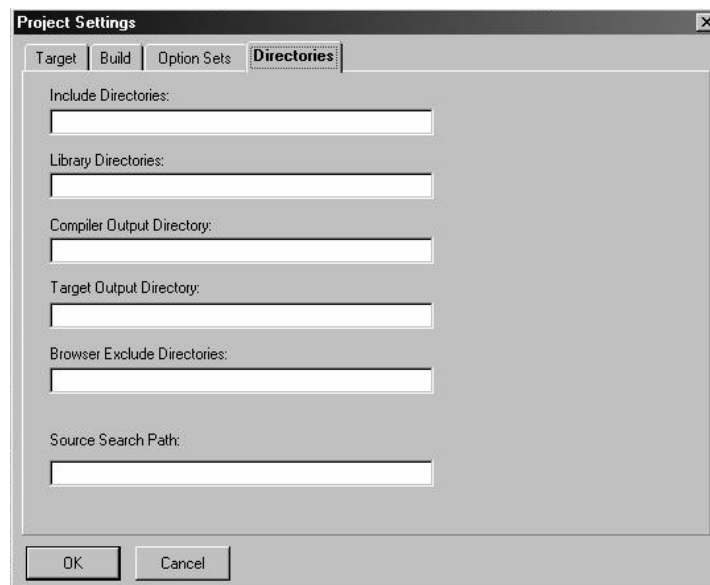 Project Settings
Target Build Option Sets Directories
Include Directories:
Library Directories:
Compiler Output Directory:
Target Output Directory:
Browser Exclude Directories:
Source Search Path:
OK Cancel